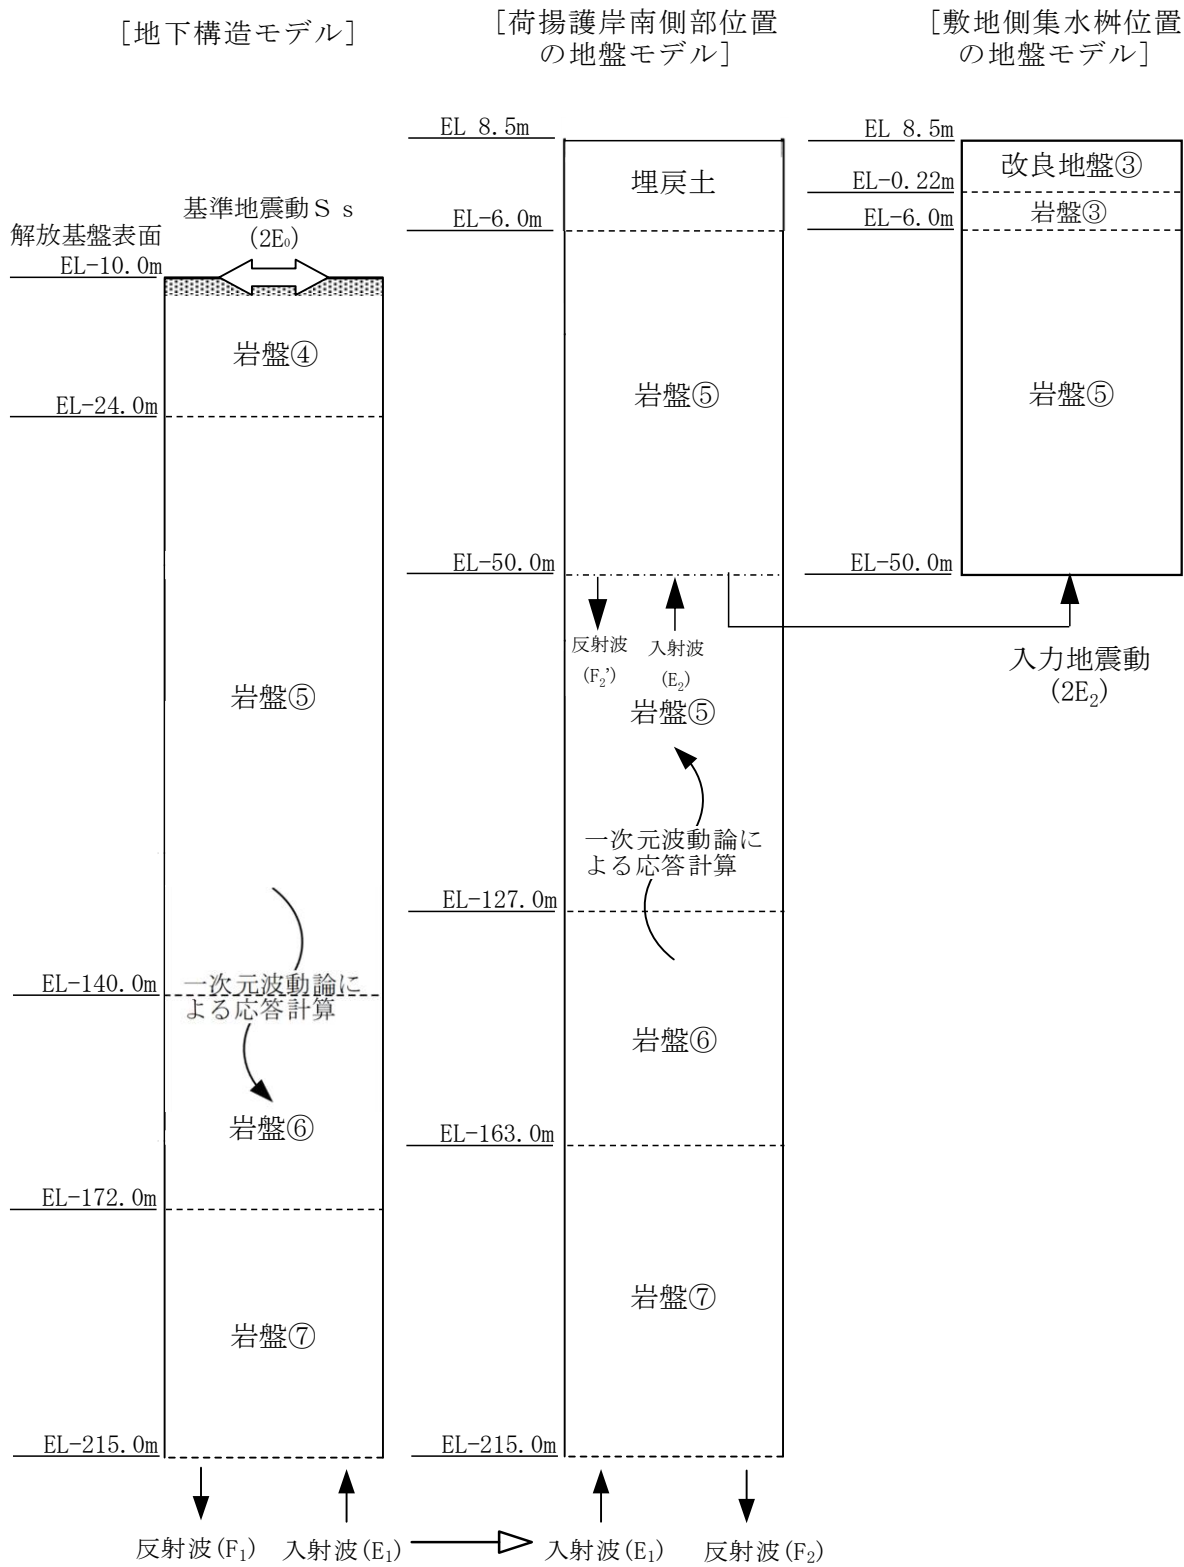 [地下構造モデル]
解放基盤表面
基準地震動Ss
(2E₀)
EL-10.0m
岩盤④
EL-24.0m
岩盤⑤
一次元波動論に
よる応答計算
EL-140.0m
岩盤⑥
EL-172.0m
岩盤⑦
EL-215.0m
反射波(F₁)
入射波(E₁)
[荷揚護岸南側部位置
の地盤モデル]
EL 8.5m
埋戻土
EL-6.0m
岩盤⑤
EL-50.0m
反射波
(F₂’)
入射波
(E₂)
岩盤⑤
一次元波動論に
よる応答計算
EL-127.0m
岩盤⑥
EL-163.0m
岩盤⑦
EL-215.0m
入射波(E₁)
反射波(F₂)
[敷地側集水桝位置
の地盤モデル]
EL 8.5m
改良地盤③
EL-0.22m
岩盤③
EL-6.0m
岩盤⑤
EL-50.0m
入力地震動
(2E₂)